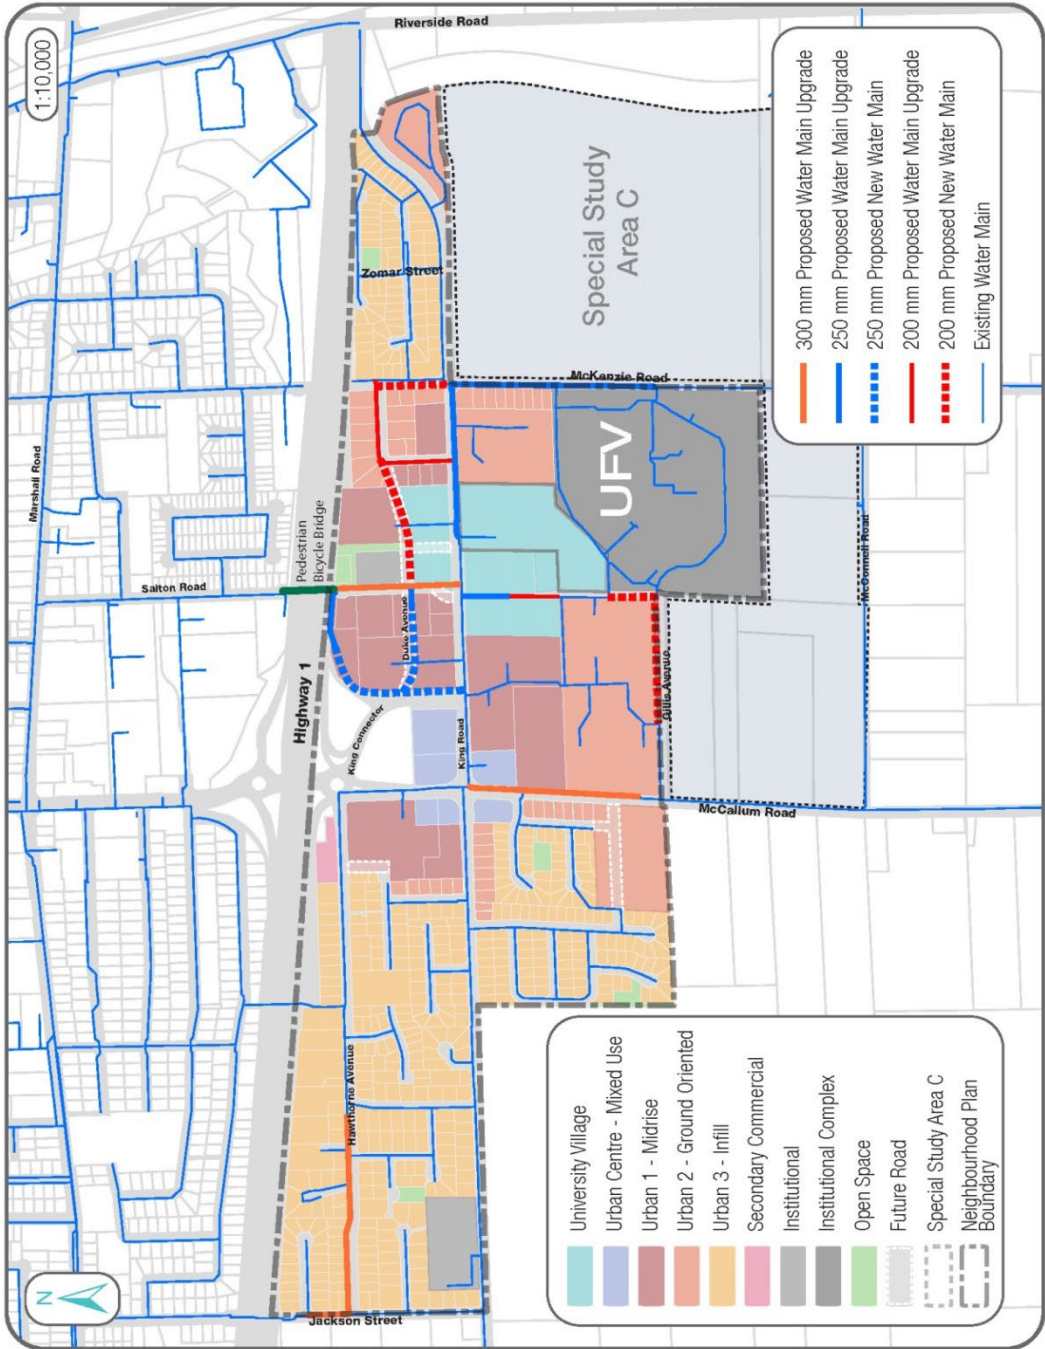 N
1:10,000
Riverside Road
Marshall Road
Salton Road
Pedestrian
Bicycle Bridge
Highway 1
King Connector
Duke Avenue
King Road
Zomar Street
McKenzie Road
Special Study
Area C
UFV
McConnell Road
Gillis Avenue
McCallum Road
Hawthorne Avenue
Jackson Street
University Village
Urban Centre - Mixed Use
Urban 1 - Midrise
Urban 2 - Ground Oriented
Urban 3 - Infill
Secondary Commercial
Institutional
Institutional Complex
Open Space
Future Road
Special Study Area C
Neighbourhood Plan
Boundary
300 mm Proposed Water Main Upgrade
250 mm Proposed Water Main Upgrade
250 mm Proposed New Water Main
200 mm Proposed Water Main Upgrade
200 mm Proposed New Water Main
Existing Water Main